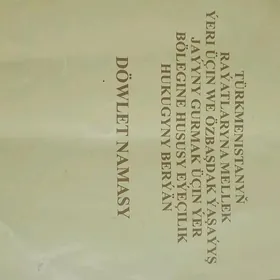 TÜRKMENISTANYŇ
RAÝATLARYNA MELLEK
ÝERI ÜÇIN WE ÖZBAŞDAK ÝAŞAÝYŞ
JAÝYNY GURMAK ÜÇIN ÝER
BÖLEGINE HUSUSY EÝEÇILIK
HUKUGYNY BERÝÄN
DÖWLET NAMASY